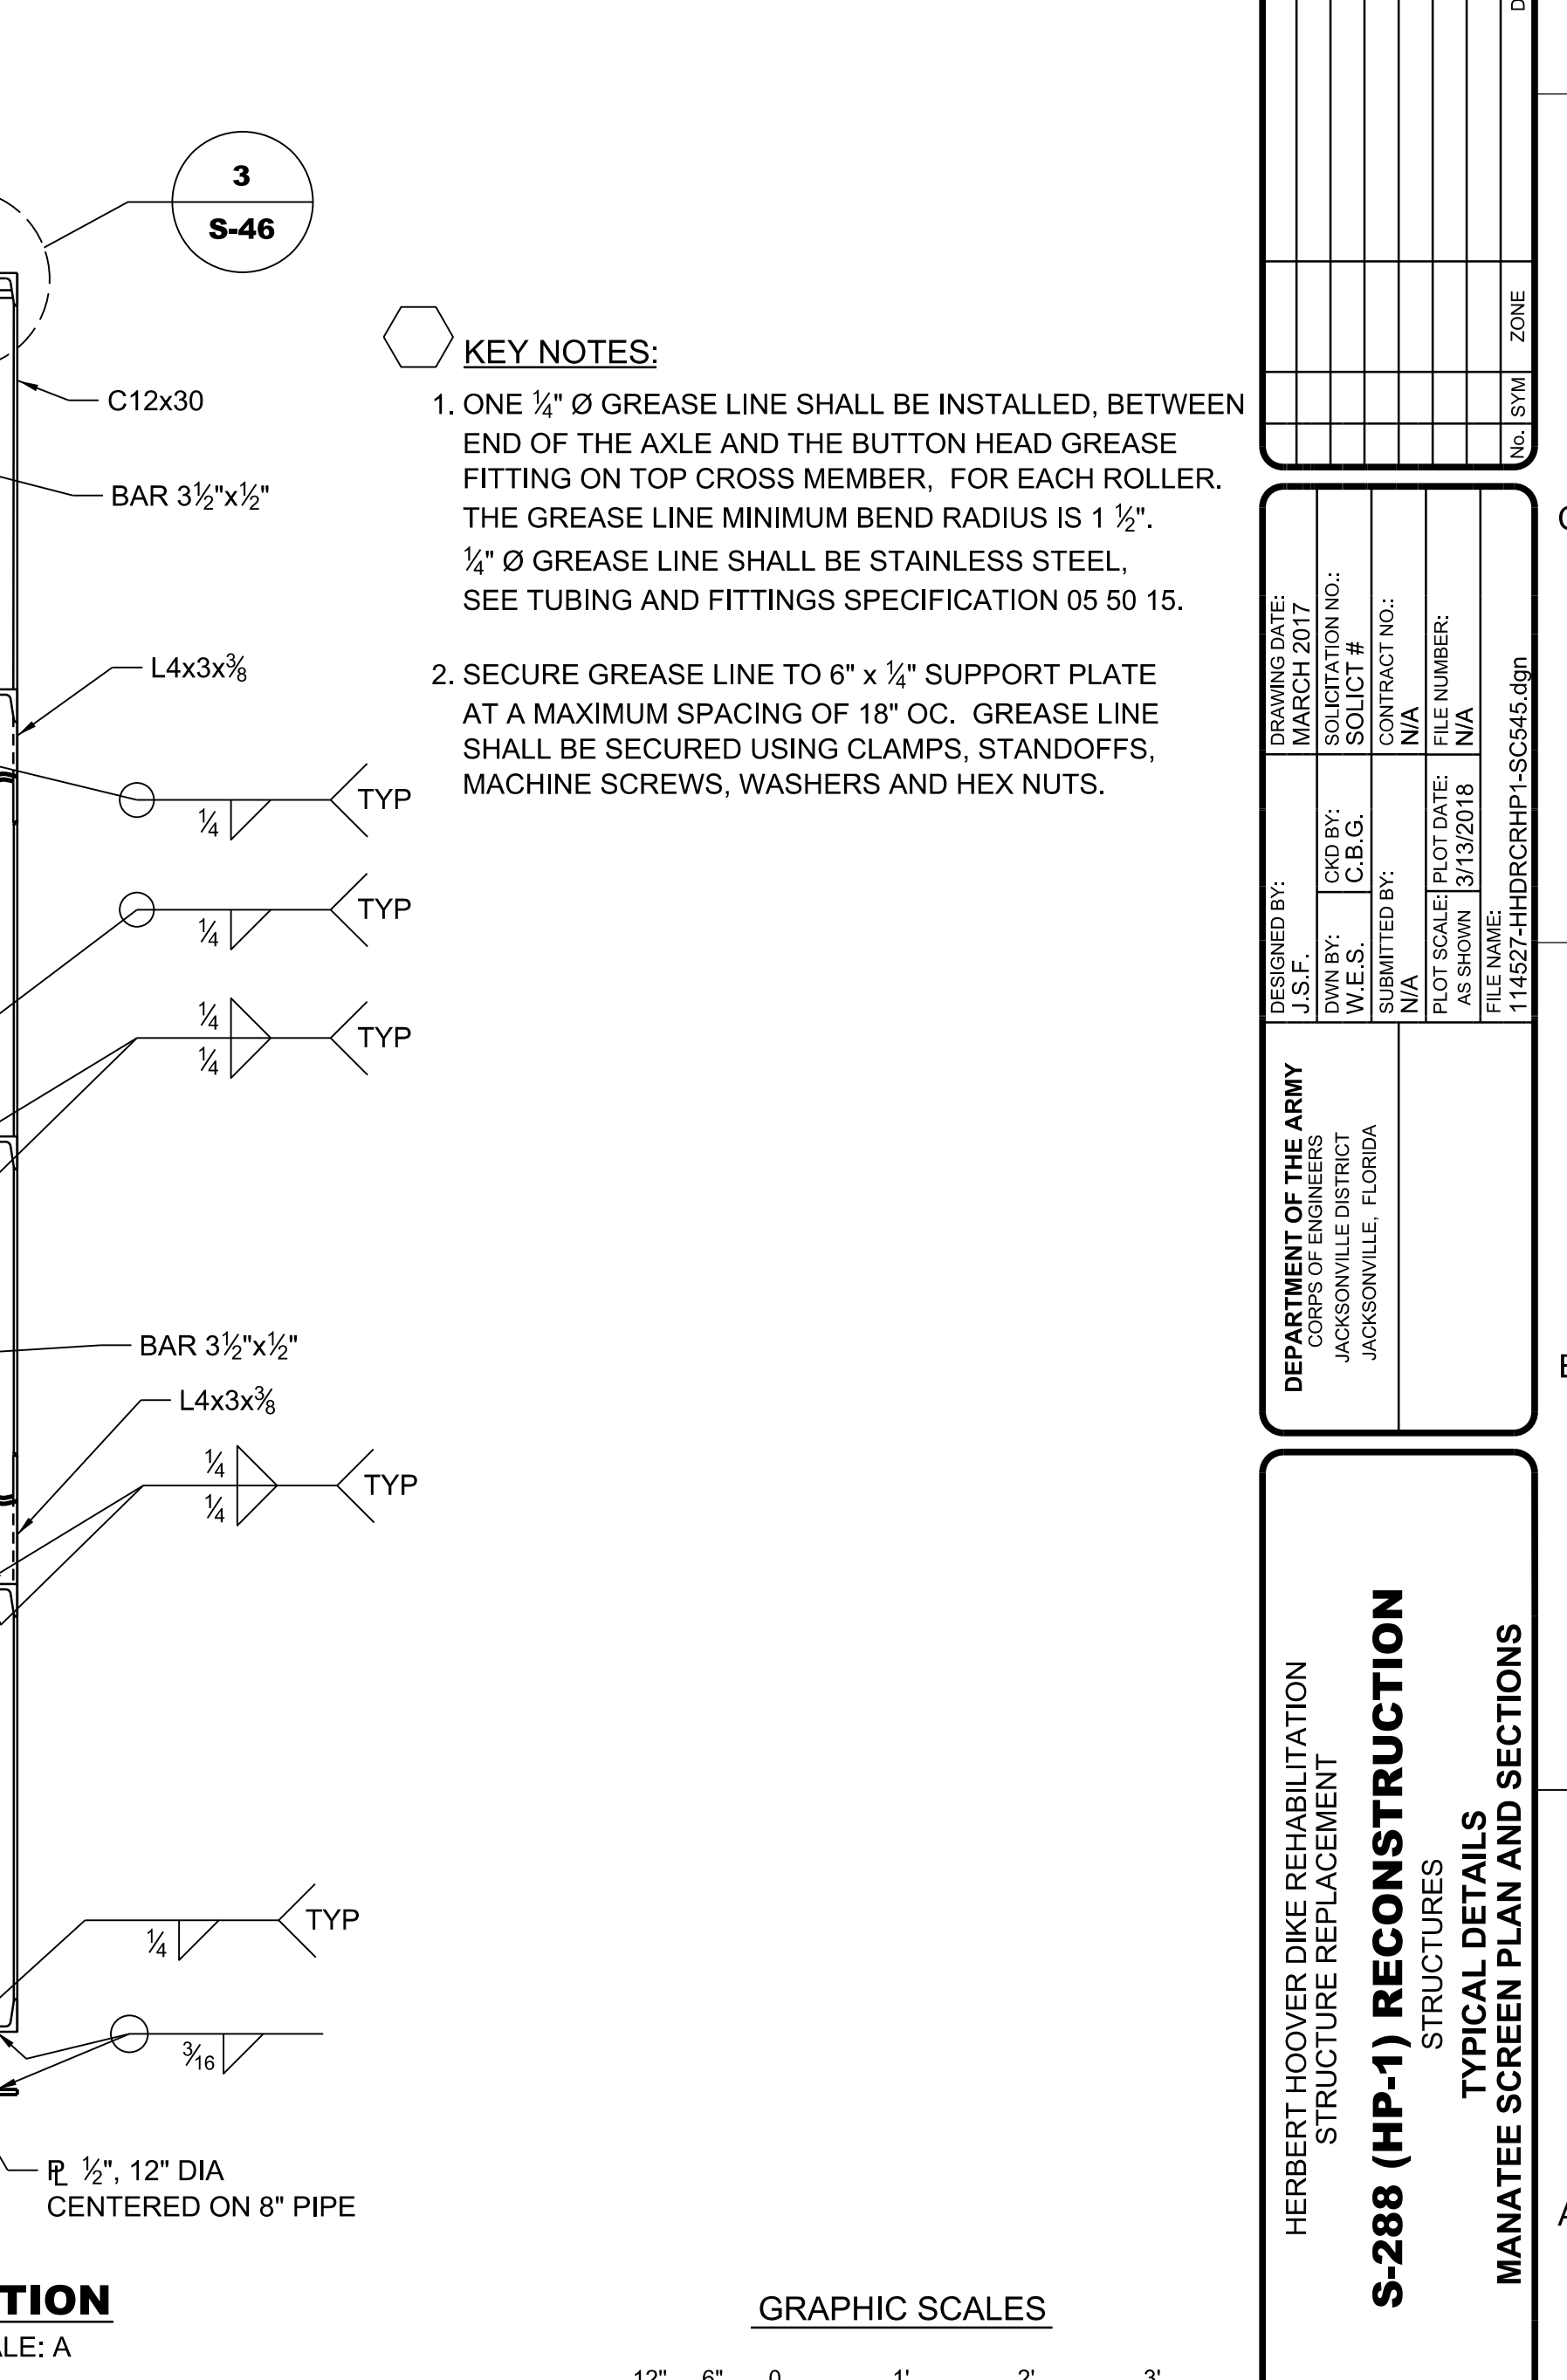 3
S-46
KEY NOTES:
1. ONE ¼" Ø GREASE LINE SHALL BE INSTALLED, BETWEEN
END OF THE AXLE AND THE BUTTON HEAD GREASE
FITTING ON TOP CROSS MEMBER, FOR EACH ROLLER.
THE GREASE LINE MINIMUM BEND RADIUS IS 1 ½".
¼" Ø GREASE LINE SHALL BE STAINLESS STEEL,
SEE TUBING AND FITTINGS SPECIFICATION 05 50 15.
2. SECURE GREASE LINE TO 6" x ¼" SUPPORT PLATE
AT A MAXIMUM SPACING OF 18" OC. GREASE LINE
SHALL BE SECURED USING CLAMPS, STANDOFFS,
MACHINE SCREWS, WASHERS AND HEX NUTS.
C12x30
BAR 3½"x½"
L4x3x⅜
¼ TYP
¼ TYP
¼
¼ TYP
BAR 3½"x½"
L4x3x⅜
¼
¼ TYP
¼ TYP
3/16
℄ ½", 12" DIA
CENTERED ON 8" PIPE
TION
ALE: A
GRAPHIC SCALES
12" 6" 0 1' 2' 3'
No. SYM ZONE D
DESIGNED BY:
J.S.F.
DRAWING DATE:
MARCH 2017
DWN BY:
W.E.S.
CKD BY:
C.B.G.
SOLICITATION NO.:
SOLICT #
SUBMITTED BY:
N/A
CONTRACT NO.:
N/A
PLOT SCALE:
AS SHOWN
PLOT DATE:
3/13/2018
FILE NUMBER:
N/A
FILE NAME:
114527-HHDRCRHP1-SC545.dgn
DEPARTMENT OF THE ARMY
CORPS OF ENGINEERS
JACKSONVILLE DISTRICT
JACKSONVILLE, FLORIDA
HERBERT HOOVER DIKE REHABILITATION
STRUCTURE REPLACEMENT
S-288 (HP-1) RECONSTRUCTION
STRUCTURES
TYPICAL DETAILS
MANATEE SCREEN PLAN AND SECTIONS